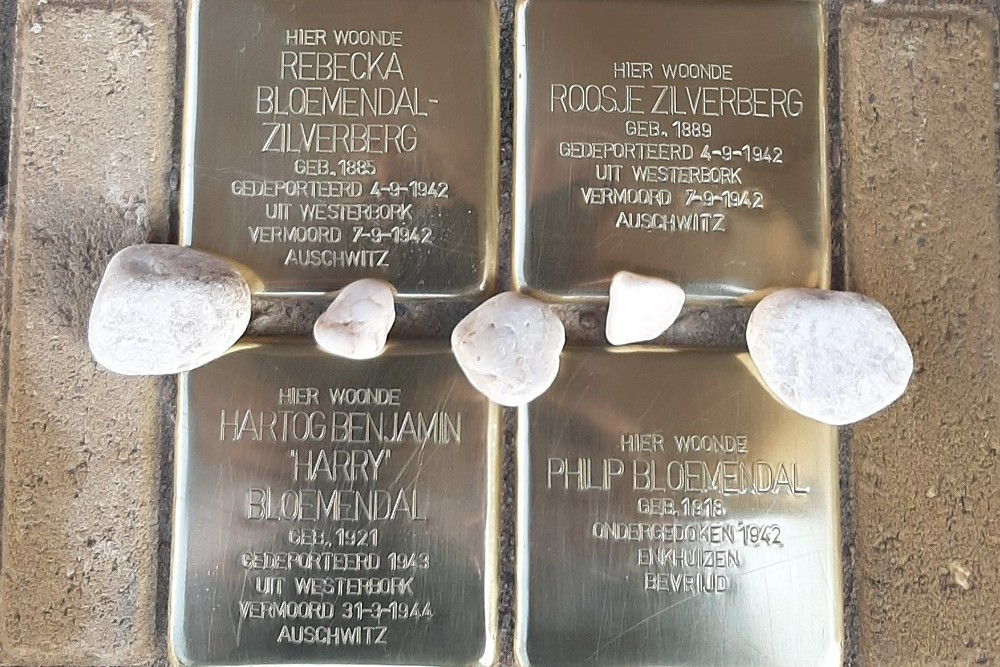 HIER WOONDE
REBECKA
BLOEMENDAL-
ZILVERBERG
GEB. 1885
GEDEPORTEERD 4-9-1942
UIT WESTERBORK
VERMOORD 7-9-1942
AUSCHWITZ
HIER WOONDE
ROOSJE ZILVERBERG
GEB. 1889
GEDEPORTEERD 4-9-1942
UIT WESTERBORK
VERMOORD 7-9-1942
AUSCHWITZ
HIER WOONDE
HARTOG BENJAMIN
'HARRY'
BLOEMENDAL
GEB. 1921
GEDEPORTEERD 1943
UIT WESTERBORK
VERMOORD 31-3-1944
AUSCHWITZ
HIER WOONDE
PHILIP BLOEMENDAL
GEB. 1918
ONDERGEDOKEN 1942
ENKHUIZEN
BEVRIJD